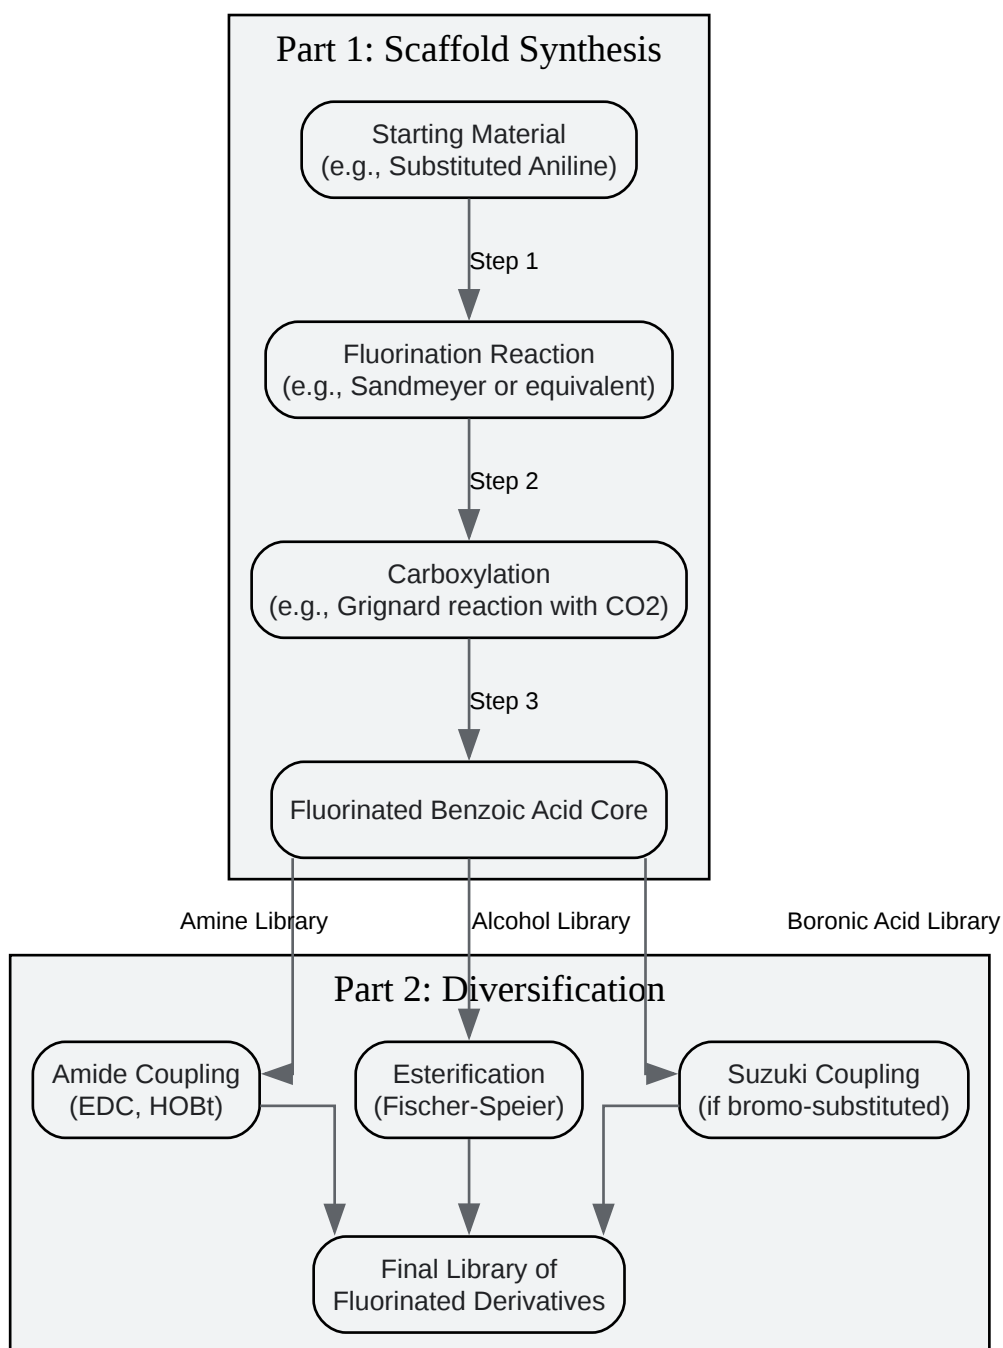 Part 1: Scaffold Synthesis
Starting Material
(e.g., Substituted Aniline)
Step 1
Fluorination Reaction
(e.g., Sandmeyer or equivalent)
Step 2
Carboxylation
(e.g., Grignard reaction with CO2)
Step 3
Fluorinated Benzoic Acid Core
Amine Library
Alcohol Library
Boronic Acid Library
Part 2: Diversification
Amide Coupling
(EDC, HOBt)
Esterification
(Fischer-Speier)
Suzuki Coupling
(if bromo-substituted)
Final Library of
Fluorinated Derivatives